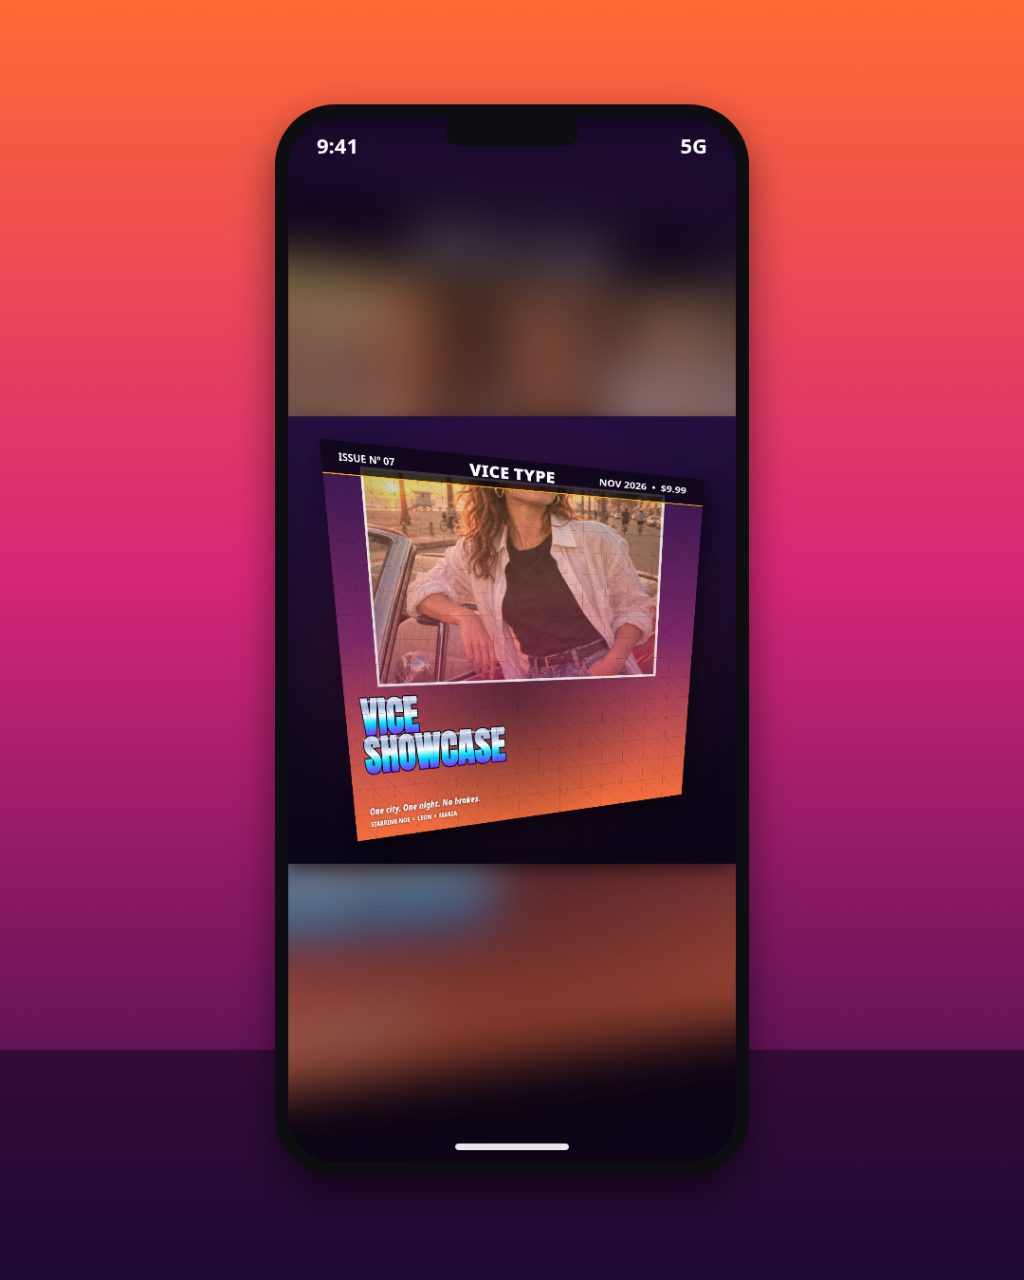 9:41
5G
ISSUE Nº 07
VICE TYPE
NOV 2026 • $9.99
VICE
SHOWCASE
One city. One night. No brakes.
STARRING NOE • LEON • MARIA